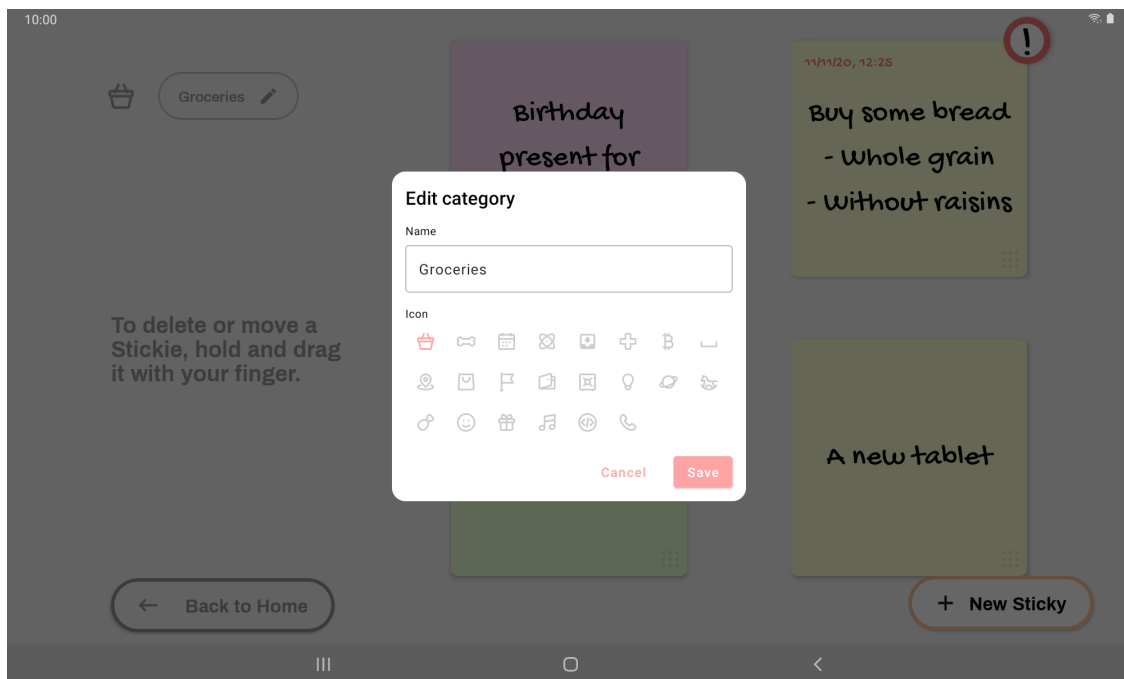 10:00
Groceries
Birthday
present for
11/11/20, 12:25
Buy some bread
- Whole grain
- Without raisins
Edit category
Name
Groceries
Icon
To delete or move a
Stickie, hold and drag
it with your finger.
Cancel
Save
A new tablet
Back to Home
+ New Sticky